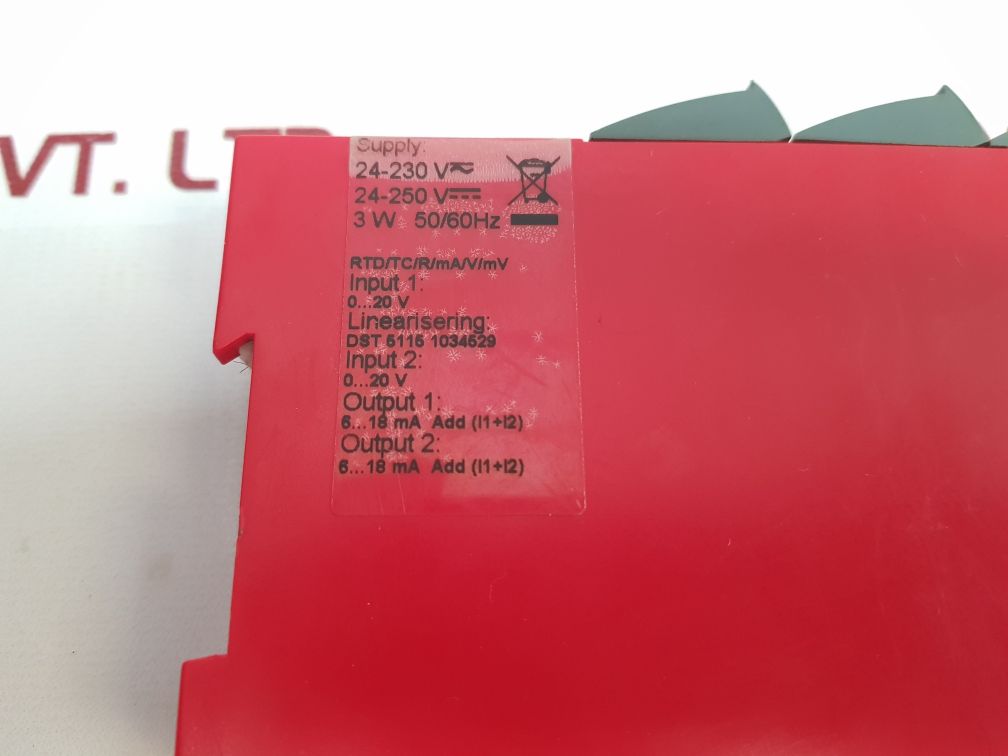 VT. LTD
Supply:
24-230 V
24-250 V
3 W 50/60Hz
RTD/TC/R/mA/V/mV
Input 1:
0...20 V
Linearisering:
DST 5115 1034529
Input 2:
0...20 V
Output 1:
6...18 mA Add (I1+I2)
Output 2:
6...18 mA Add (I1+I2)